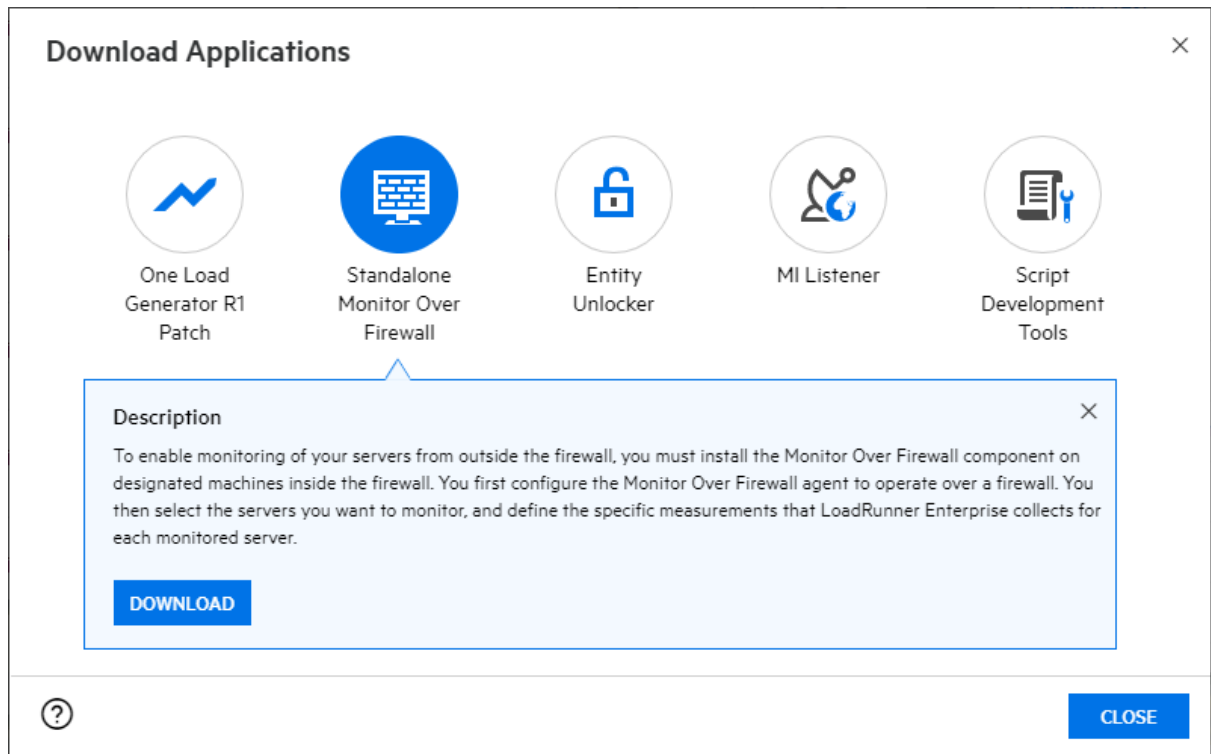 Download Applications
One Load
Generator R1
Patch
Standalone
Monitor Over
Firewall
Entity
Unlocker
MI Listener
Script
Development
Tools
Description
To enable monitoring of your servers from outside the firewall, you must install the Monitor Over Firewall component on
designated machines inside the firewall. You first configure the Monitor Over Firewall agent to operate over a firewall. You
then select the servers you want to monitor, and define the specific measurements that LoadRunner Enterprise collects for
each monitored server.
DOWNLOAD
?
CLOSE